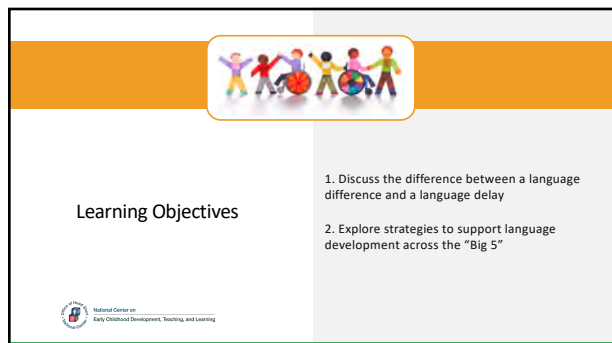 Learning Objectives
1. Discuss the difference between a language
difference and a language delay
2. Explore strategies to support language
development across the “Big 5”
National Center on
Early Childhood Development, Teaching, and Learning